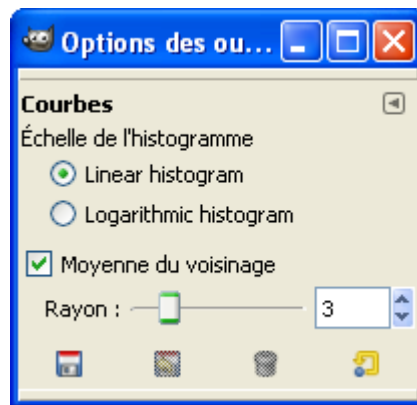 Options des ou...
Courbes
Échelle de l'histogramme
Linear histogram
Logarithmic histogram
Moyenne du voisinage
Rayon : 3